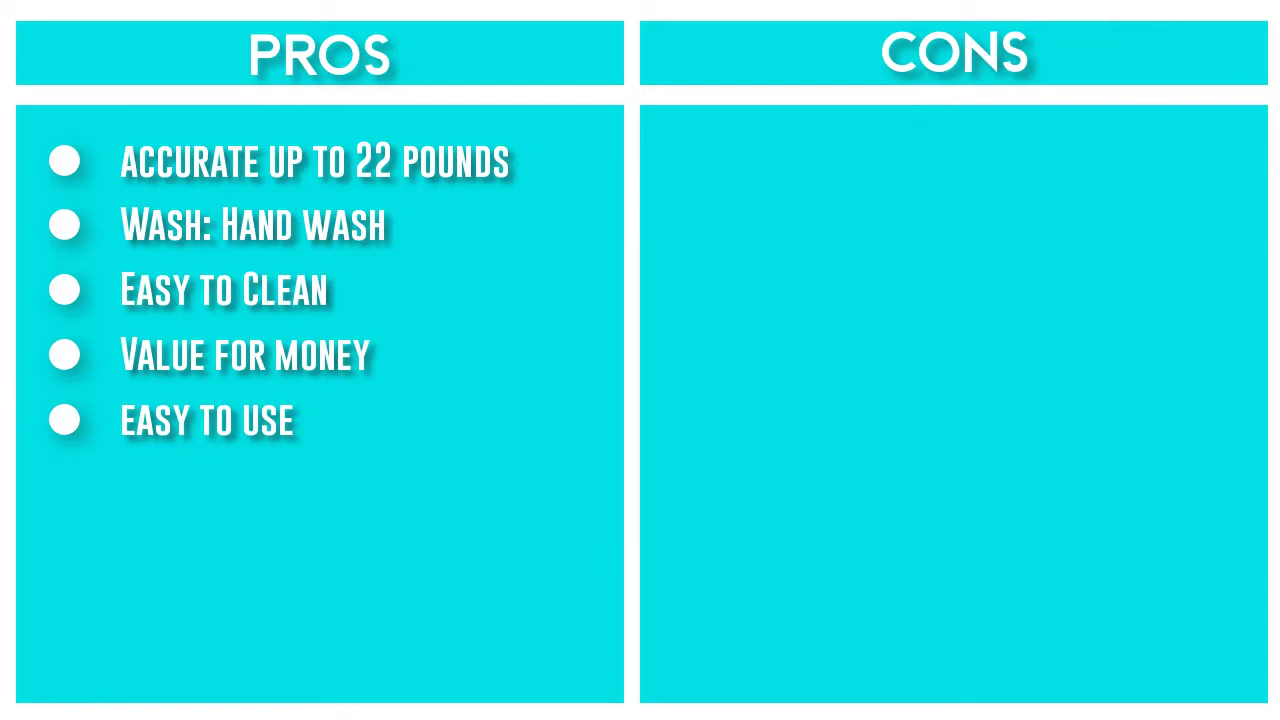 PROS
CONS
ACCURATE UP TO 22 POUNDS
WASH: HAND WASH
EASY TO CLEAN
VALUE FOR MONEY
EASY TO USE